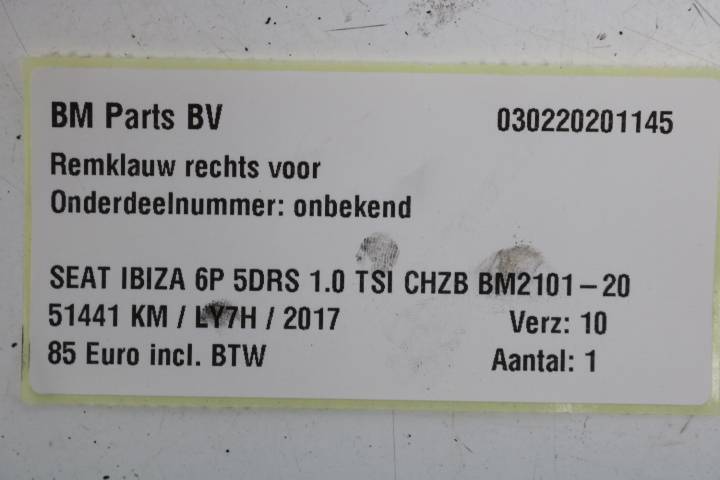 BM Parts BV 030220201145
Remklauw rechts voor
Onderdeelnummer: onbekend
SEAT IBIZA 6P 5DRS 1.0 TSI CHZB BM2101-20
51441 KM / LY7H / 2017 Verz: 10
85 Euro incl. BTW Aantal: 1